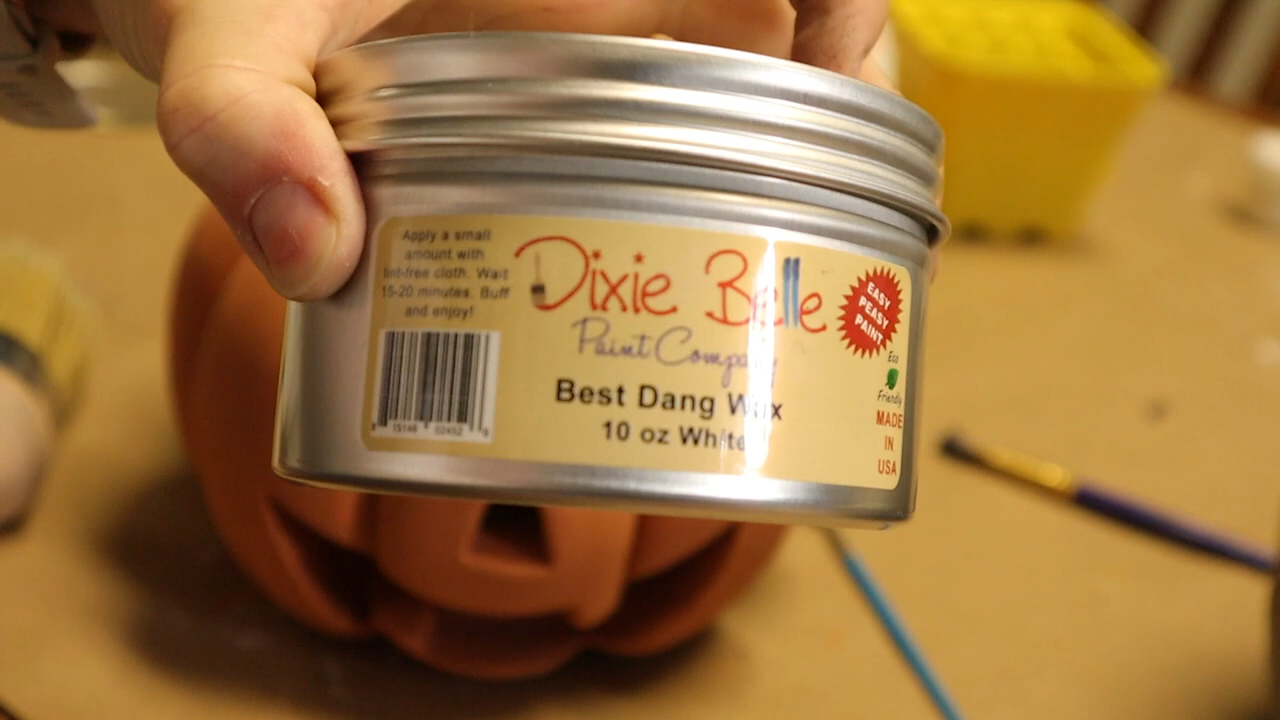 Apply a small
amount with
lint-free cloth. Wait
15-20 minutes. Buff
and enjoy!
Dixie Belle
Paint Company
Best Dang Wax
10 oz White
EASY
PEASY
PAINT
Eco
Friendly
MADE
IN
USA